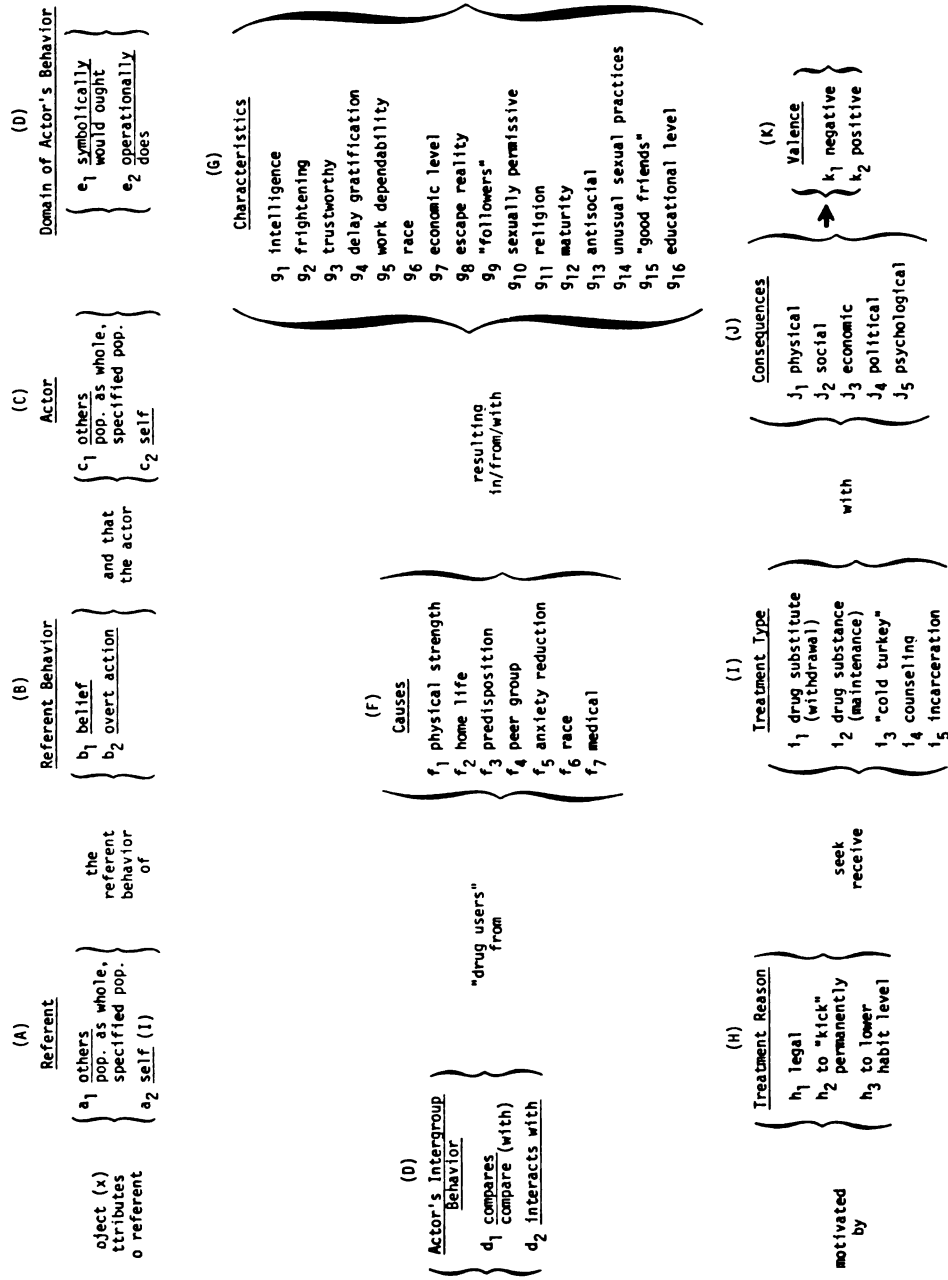 (A)
Referent
oject (x)
ttributes
o referent
a1 others
pop. as whole,
specified pop.
a2 self (I)
the
referent
behavior
of
(B)
Referent Behavior
b1 belief
b2 overt action
and that
the actor
(C)
Actor
c1 others
pop. as whole,
specified pop.
c2 self
(D)
Domain of Actor's Behavior
e1 symbolically
would ought
e2 operationally
does
(D)
Actor's Intergroup
Behavior
d1 compares
compare (with)
d2 interacts with
"drug users"
from
(F)
Causes
f1 physical strength
f2 home life
f3 predisposition
f4 peer group
f5 anxiety reduction
f6 race
f7 medical
resulting
in/from/with
(G)
Characteristics
g1 intelligence
g2 frightening
g3 trustworthy
g4 delay gratification
g5 work dependability
g6 race
g7 economic level
g8 escape reality
g9 "followers"
g10 sexually permissive
g11 religion
g12 maturity
g13 antisocial
g14 unusual sexual practices
g15 "good friends"
g16 educational level
motivated
by
(H)
Treatment Reason
h1 legal
h2 to "kick"
permanently
h3 to lower
habit level
seek
receive
(I)
Treatment Type
i1 drug substitute
(withdrawal)
i2 drug substance
(maintenance)
i3 "cold turkey"
i4 counseling
i5 incarceration
with
(J)
Consequences
j1 physical
j2 social
j3 economic
j4 political
j5 psychological
(K)
Valence
k1 negative
k2 positive